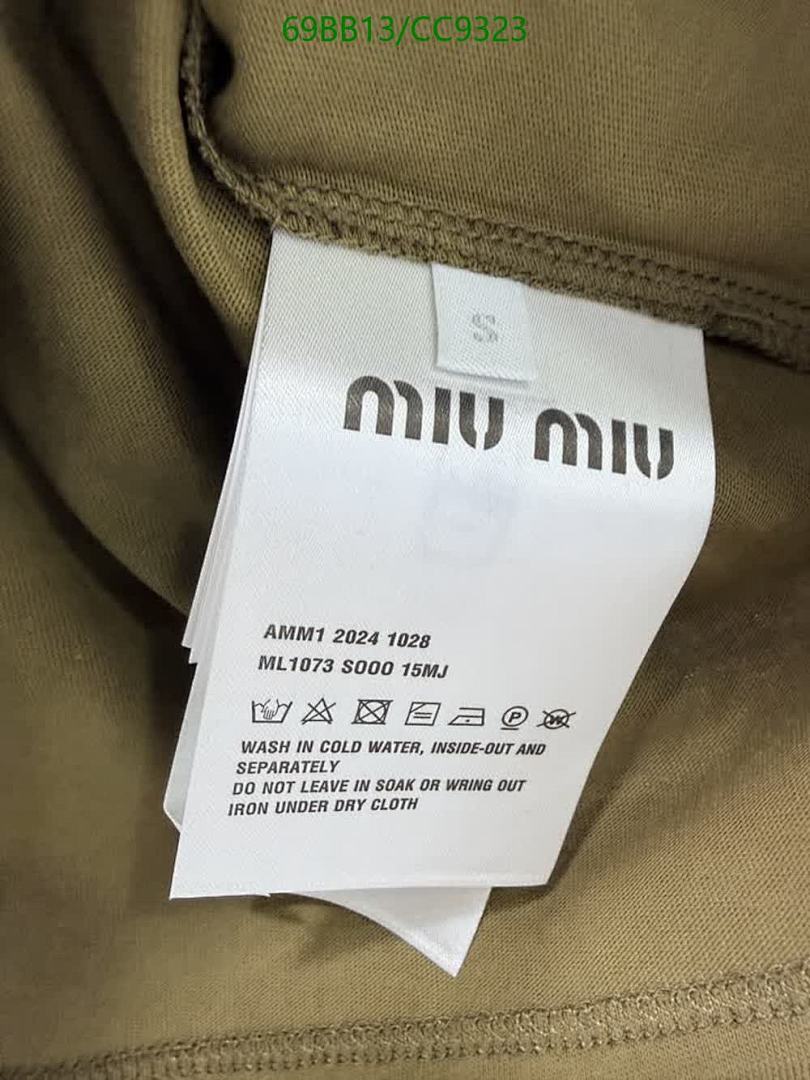 69BB13/CC9323
S
MIU MIU
AMM1 2024 1028
ML1073 S000 15MJ
P
W
WASH IN COLD WATER, INSIDE-OUT AND
SEPARATELY
DO NOT LEAVE IN SOAK OR WRING OUT
IRON UNDER DRY CLOTH